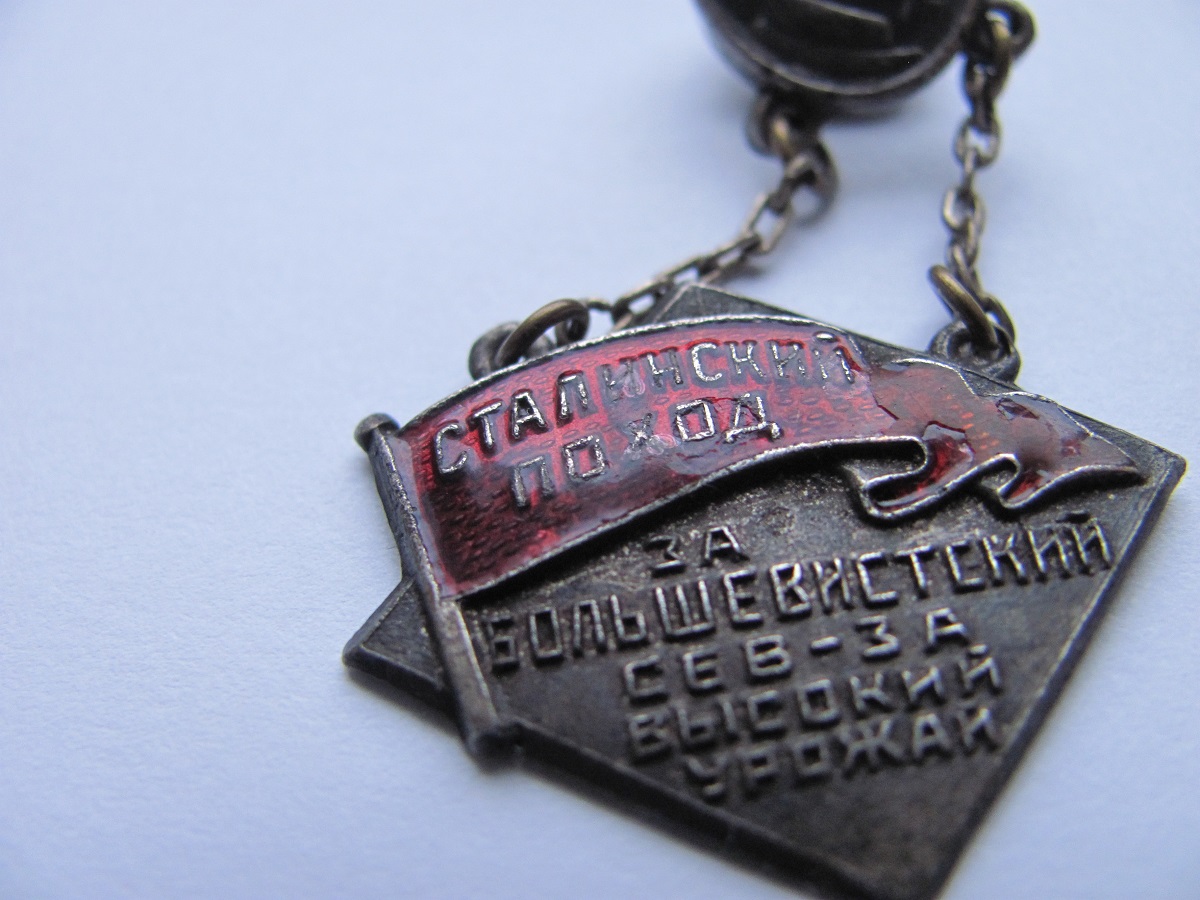 СТАЛИНСКИЙ
ПОХОД
ЗА
БОЛЬШЕВИСТСКИЙ
СЕВ-ЗА
ВЫСОКИЙ
УРОЖАЙ